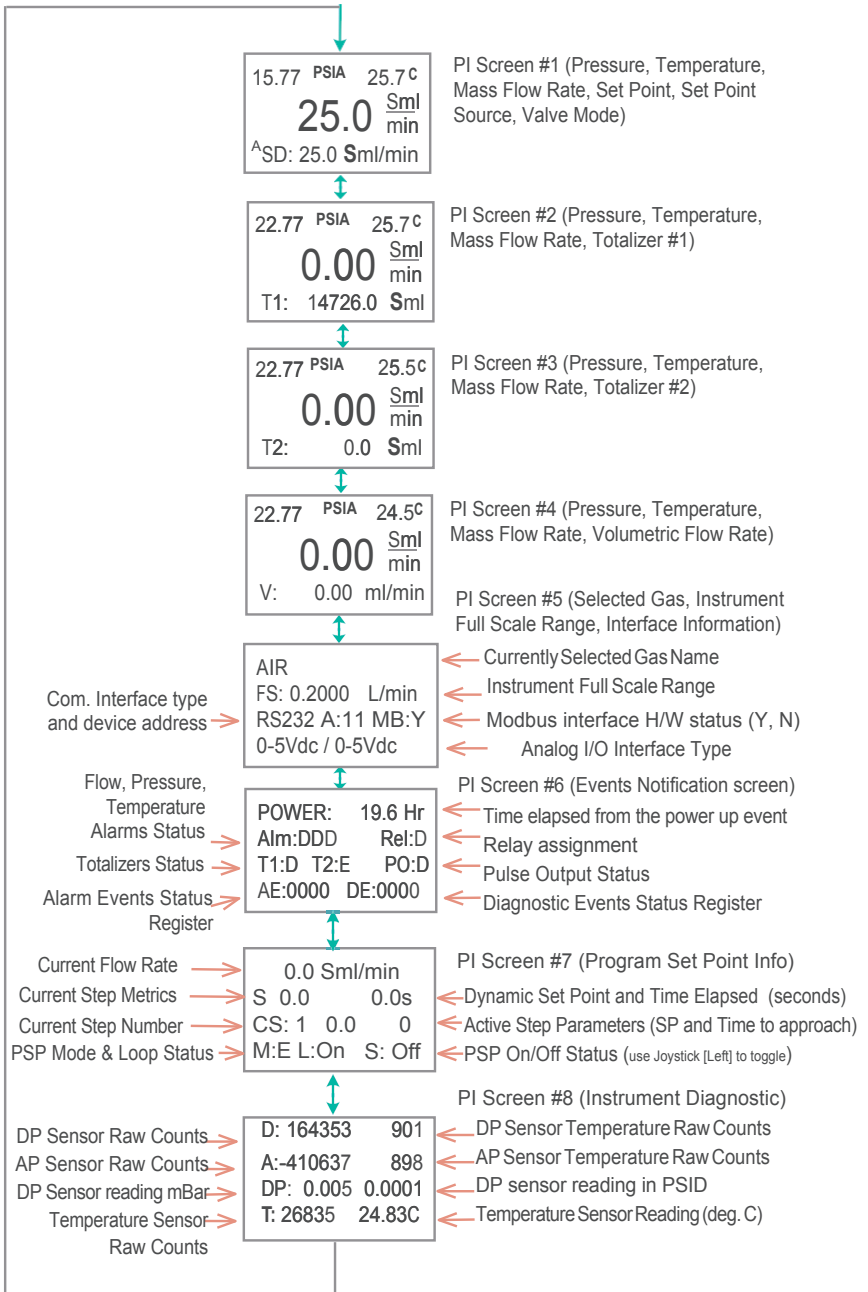 15.77 PSIA 25.7 C
25.0 Sml
min
ASD: 25.0 Sml/min
PI Screen #1 (Pressure, Temperature,
Mass Flow Rate, Set Point, Set Point
Source, Valve Mode)
22.77 PSIA 25.7 C
0.00 Sml
min
T1: 14726.0 Sml
PI Screen #2 (Pressure, Temperature,
Mass Flow Rate, Totalizer #1)
22.77 PSIA 25.5 C
0.00 Sml
min
T2: 0.0 Sml
PI Screen #3 (Pressure, Temperature,
Mass Flow Rate, Totalizer #2)
22.77 PSIA 24.5 C
0.00 Sml
min
V: 0.00 ml/min
PI Screen #4 (Pressure, Temperature,
Mass Flow Rate, Volumetric Flow Rate)
PI Screen #5 (Selected Gas, Instrument
Full Scale Range, Interface Information)
AIR
FS: 0.2000 L/min
RS232 A:11 MB:Y
0-5Vdc / 0-5Vdc
Com. Interface type
and device address
Currently Selected Gas Name
Instrument Full Scale Range
Modbus interface H/W status (Y, N)
Analog I/O Interface Type
PI Screen #6 (Events Notification screen)
Flow, Pressure,
Temperature
Alarms Status
Totalizers Status
Alarm Events Status
Register
POWER: 19.6 Hr
Alm:DDD Rel:D
T1:D T2:E PO:D
AE:0000 DE:0000
Time elapsed from the power up event
Relay assignment
Pulse Output Status
Diagnostic Events Status Register
PI Screen #7 (Program Set Point Info)
Current Flow Rate
Current Step Metrics
Current Step Number
PSP Mode & Loop Status
0.0 Sml/min
S 0.0 0.0s
CS: 1 0.0 0
M:E L:On S: Off
Dynamic Set Point and Time Elapsed (seconds)
Active Step Parameters (SP and Time to approach)
PSP On/Off Status (use Joystick [Left] to toggle)
PI Screen #8 (Instrument Diagnostic)
DP Sensor Raw Counts
AP Sensor Raw Counts
DP Sensor reading mBar
Temperature Sensor
Raw Counts
D: 164353 901
A:-410637 898
DP: 0.005 0.0001
T: 26835 24.83C
DP Sensor Temperature Raw Counts
AP Sensor Temperature Raw Counts
DP sensor reading in PSID
Temperature Sensor Reading (deg. C)